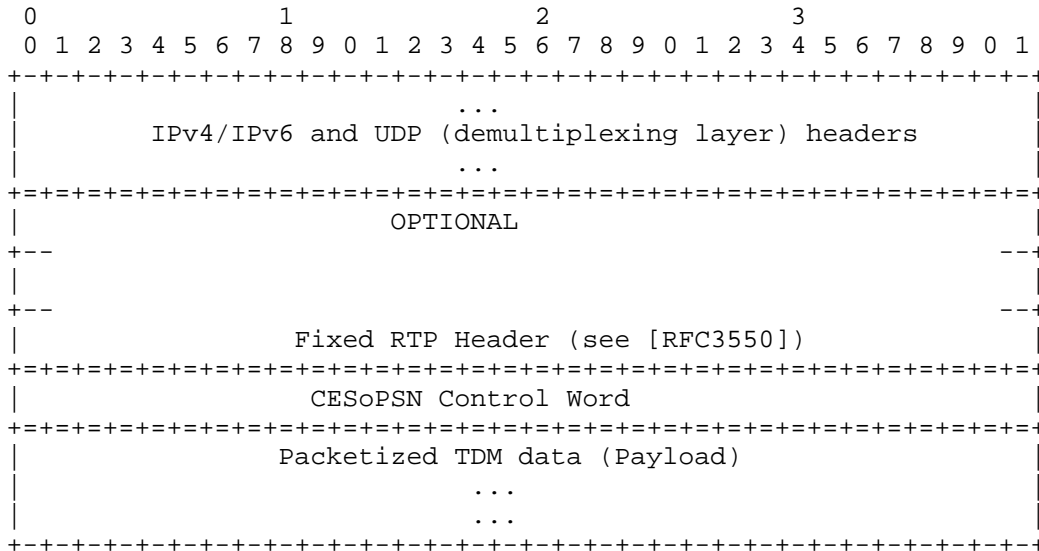 0                   1                   2                   3
 0 1 2 3 4 5 6 7 8 9 0 1 2 3 4 5 6 7 8 9 0 1 2 3 4 5 6 7 8 9 0 1
+-+-+-+-+-+-+-+-+-+-+-+-+-+-+-+-+-+-+-+-+-+-+-+-+-+-+-+-+-+-+-+-+
|                           ...                                 |
|        IPv4/IPv6 and UDP (demultiplexing layer) headers       |
|                           ...                                 |
+=+=+=+=+=+=+=+=+=+=+=+=+=+=+=+=+=+=+=+=+=+=+=+=+=+=+=+=+=+=+=+=+
|                       OPTIONAL                                |
+--                                                           --+
|                                                               |
+--                                                           --+
|                 Fixed RTP Header (see [RFC3550])              |
+=+=+=+=+=+=+=+=+=+=+=+=+=+=+=+=+=+=+=+=+=+=+=+=+=+=+=+=+=+=+=+=+
|                  CESoPSN Control Word                         |
+=+=+=+=+=+=+=+=+=+=+=+=+=+=+=+=+=+=+=+=+=+=+=+=+=+=+=+=+=+=+=+=+
|                Packetized TDM data (Payload)                  |
|                            ...                                |
|                            ...                                |
+-+-+-+-+-+-+-+-+-+-+-+-+-+-+-+-+-+-+-+-+-+-+-+-+-+-+-+-+-+-+-+-+